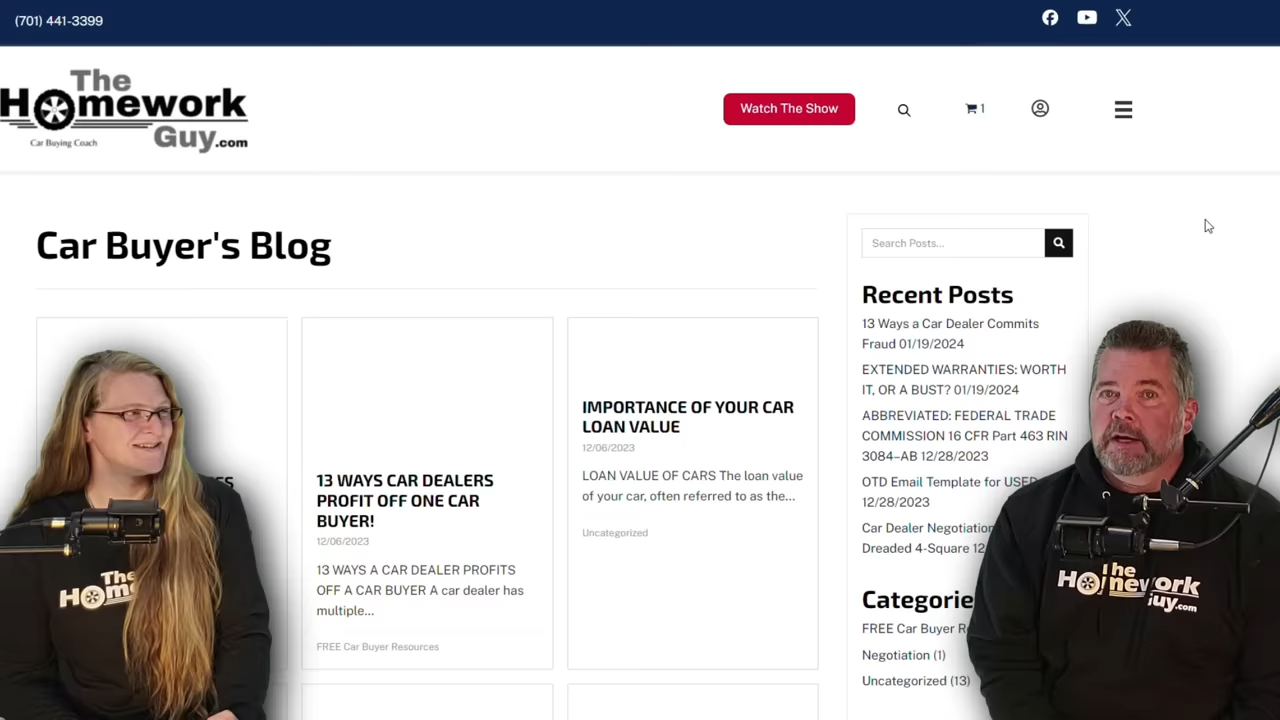 (701) 441-3399
The
Homework
Guy.com
Car Buying Coach
Watch The Show
1
Car Buyer's Blog
13 WAYS CAR DEALERS
PROFIT OFF ONE CAR
BUYER!
12/06/2023
13 WAYS A CAR DEALER PROFITS
OFF A CAR BUYER A car dealer has
multiple...
FREE Car Buyer Resources
IMPORTANCE OF YOUR CAR
LOAN VALUE
12/06/2023
LOAN VALUE OF CARS The loan value
of your car, often referred to as the...
Uncategorized
Search Posts...
Recent Posts
13 Ways a Car Dealer Commits
Fraud 01/19/2024
EXTENDED WARRANTIES: WORTH
IT, OR A BUST? 01/19/2024
ABBREVIATED: FEDERAL TRADE
COMMISSION 16 CFR Part 463 RIN
3084–AB 12/28/2023
OTD Email Template for USED
12/28/2023
Car Dealer Negotiation
Dreaded 4-Square 12
Categorie
FREE Car Buyer R
Negotiation (1)
Uncategorized (13)
The
Home
The
Homework
Guy.com